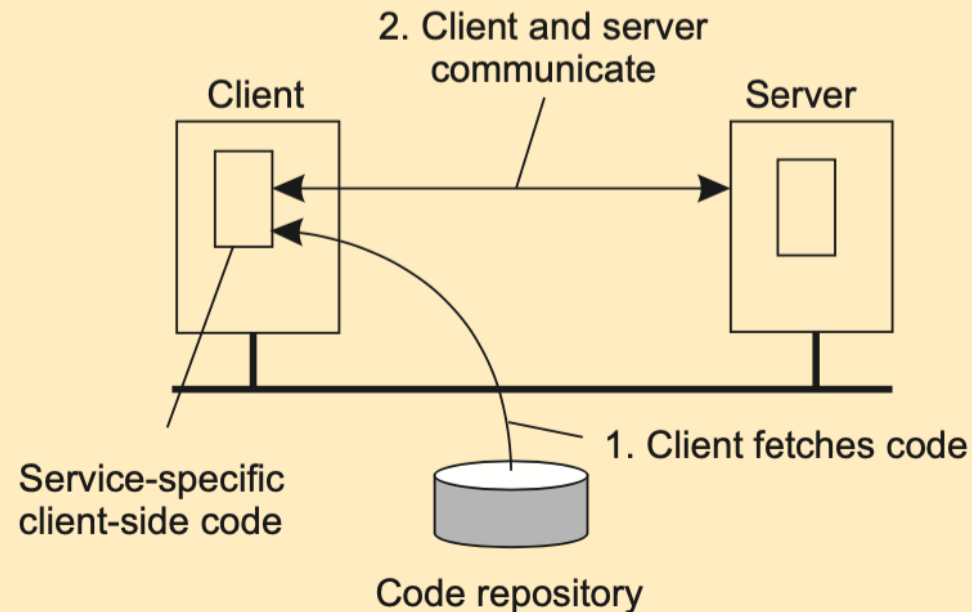 2. Client and server
communicate
Client
Server
1. Client fetches code
Service-specific
client-side code
Code repository